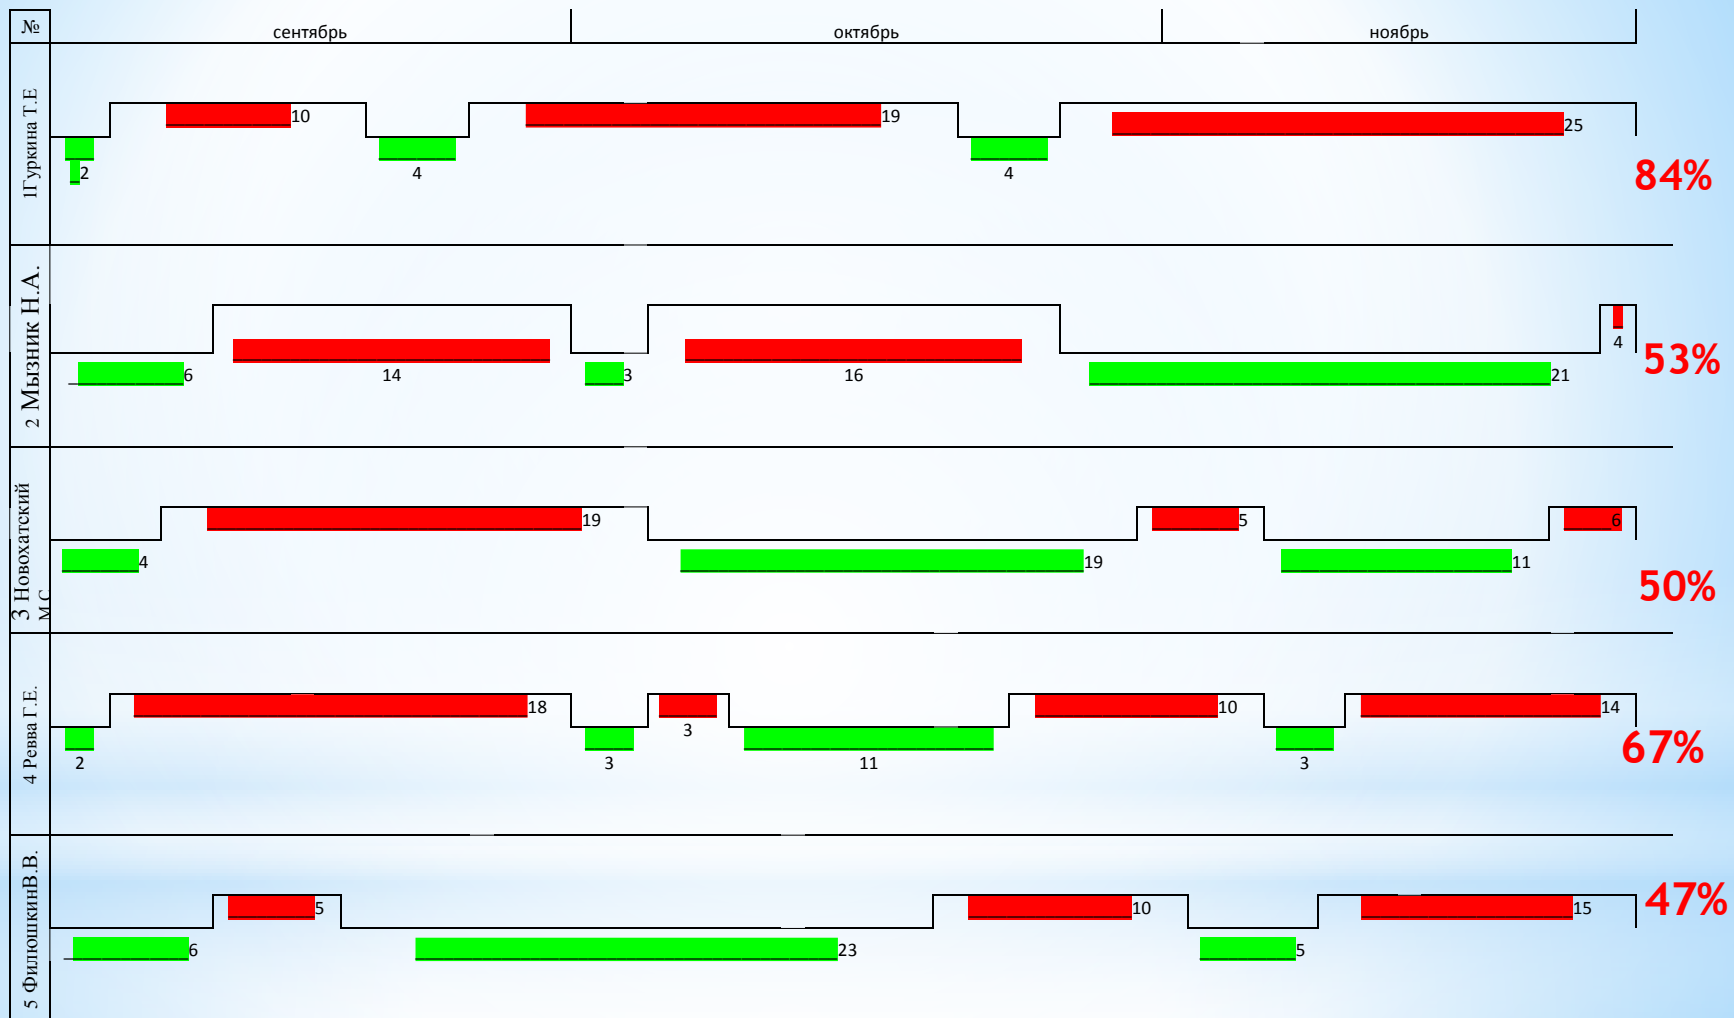 № сентябрь октябрь ноябрь
1Гуркина Т.Е
10 19 25
2 4 4
84%
2 Мызник Н.А.
4
6 14 3 16 21
53%
3 Новохатский
М С
19 5 6
4 19 11
50%
4 Ревва Г.Е.
18 3 10 14
2 3 11 3
67%
5 ФилюшкинВ.В.
5 10 15
6 23 5
47%